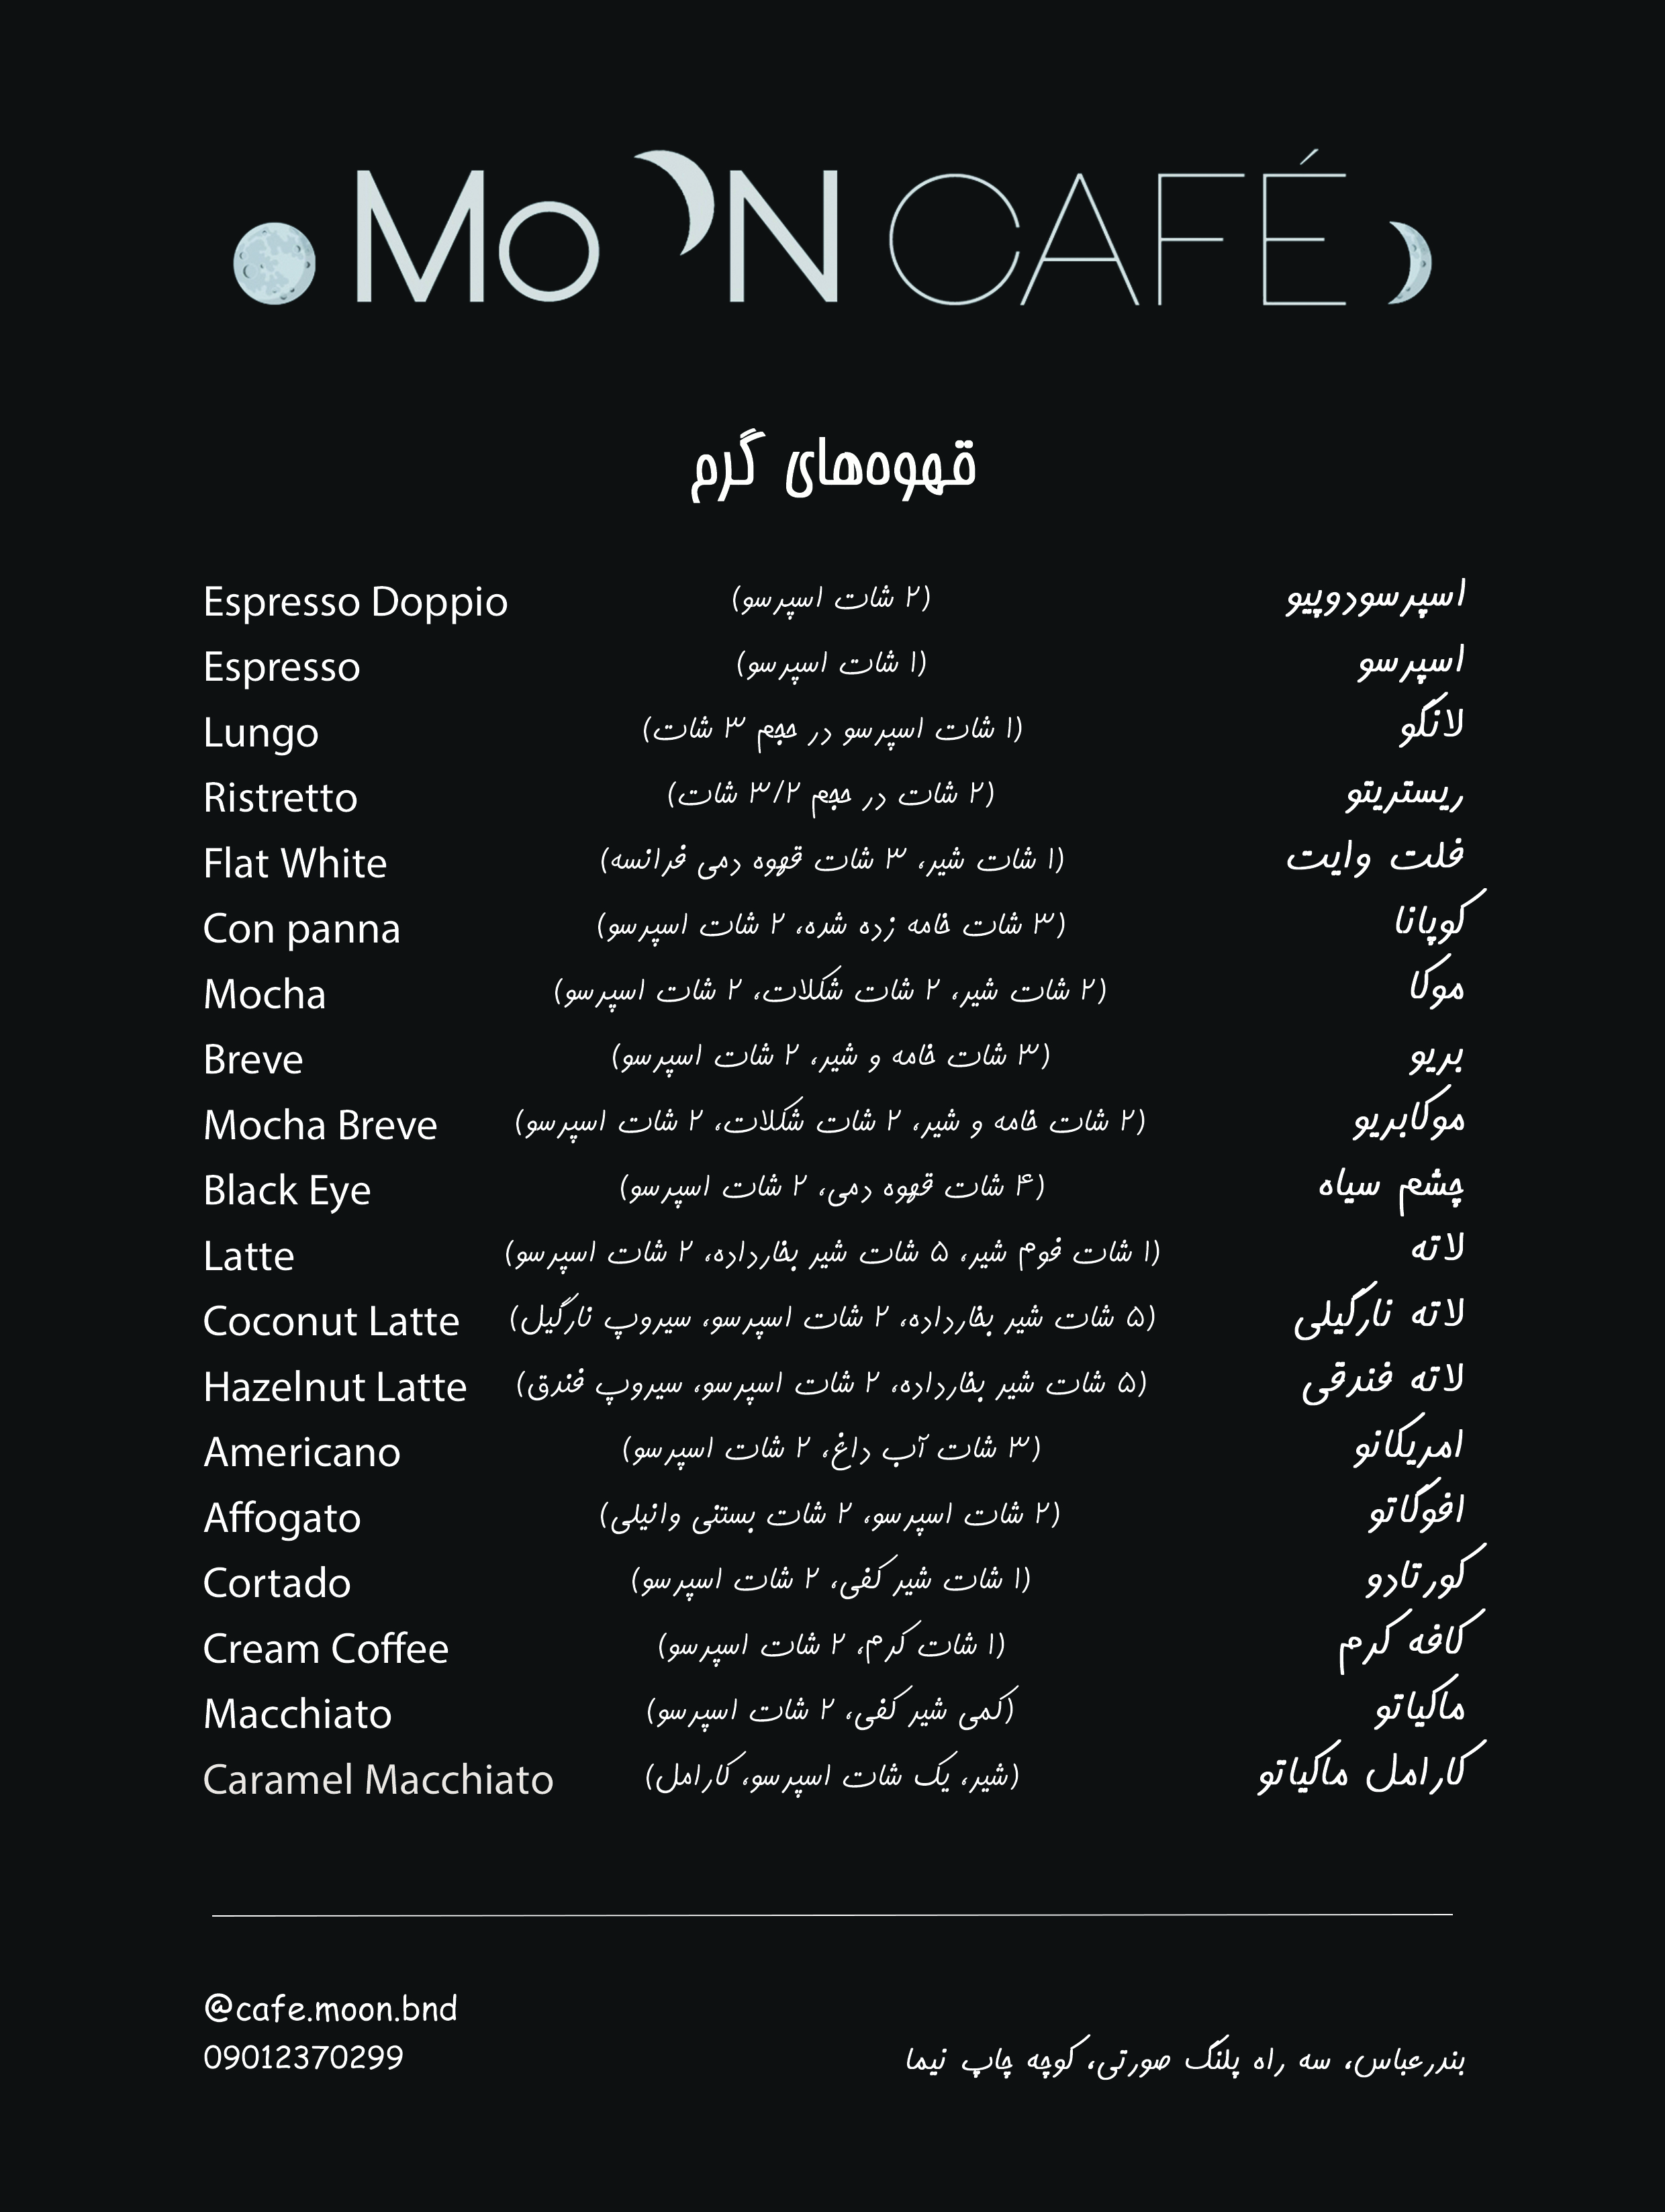 MOON CAFÉ
قهوه‌های گرم
Espresso Doppio (۲ شات اسپرسو) اسپرسودوپیو
Espresso (۱ شات اسپرسو) اسپرسو
Lungo (۱ شات اسپرسو در حجم ۳ شات) لانگو
Ristretto (۲ شات در حجم ۳/۲ شات) ریستریتو
Flat White (۱ شات شیر، ۳ شات قهوه دمی فرانسه) فلت وایت
Con panna (۳ شات خامه زده شده، ۲ شات اسپرسو) کوپانا
Mocha (۲ شات شیر، ۲ شات شکلات، ۲ شات اسپرسو) موکا
Breve (۳ شات خامه و شیر، ۲ شات اسپرسو) بریو
Mocha Breve (۲ شات خامه و شیر، ۲ شات شکلات، ۲ شات اسپرسو) موکابریو
Black Eye (۴ شات قهوه دمی، ۲ شات اسپرسو) چشم سیاه
Latte (۱ شات فوم شیر، ۵ شات شیر بخارداده، ۲ شات اسپرسو) لاته
Coconut Latte (۵ شات شیر بخارداده، ۲ شات اسپرسو، سیروپ نارگیل) لاته نارگیلی
Hazelnut Latte (۵ شات شیر بخارداده، ۲ شات اسپرسو، سیروپ فندق) لاته فندقی
Americano (۳ شات آب داغ، ۲ شات اسپرسو) امریکانو
Affogato (۲ شات اسپرسو، ۲ شات بستنی وانیلی) افوگاتو
Cortado (۱ شات شیر کفی، ۲ شات اسپرسو) کورتادو
Cream Coffee (۱ شات کرم، ۲ شات اسپرسو) کافه کرم
Macchiato (کمی شیر کفی، ۲ شات اسپرسو) ماکیاتو
Caramel Macchiato (شیر، یک شات اسپرسو، کارامل) کارامل ماکیاتو
@cafe.moon.bnd
09012370299 بندرعباس، سه راه پلنگ صورتی، کوچه چاپ نیما